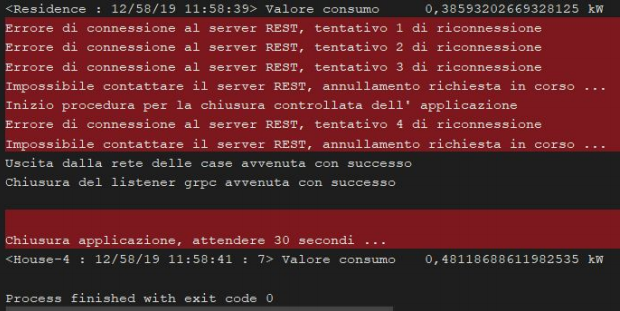 <Residence : 12/58/19 11:58:39> Valore consumo 0,38593202669328125 kW
Errore di connessione al server REST, tentativo 1 di riconnessione
Errore di connessione al server REST, tentativo 2 di riconnessione
Errore di connessione al server REST, tentativo 3 di riconnessione
Impossibile contattare il server REST, annullamento richiesta in corso ...
Inizio procedura per la chiusura controllata dell' applicazione
Errore di connessione al server REST, tentativo 4 di riconnessione
Impossibile contattare il server REST, annullamento richiesta in corso ...
Uscita dalla rete delle case avvenuta con successo
Chiusura del listener grpc avvenuta con successo
Chiusura applicazione, attendere 30 secondi ...
<House-4 : 12/58/19 11:58:41 : 7> Valore consumo 0,48118688611982535 kW
Process finished with exit code 0